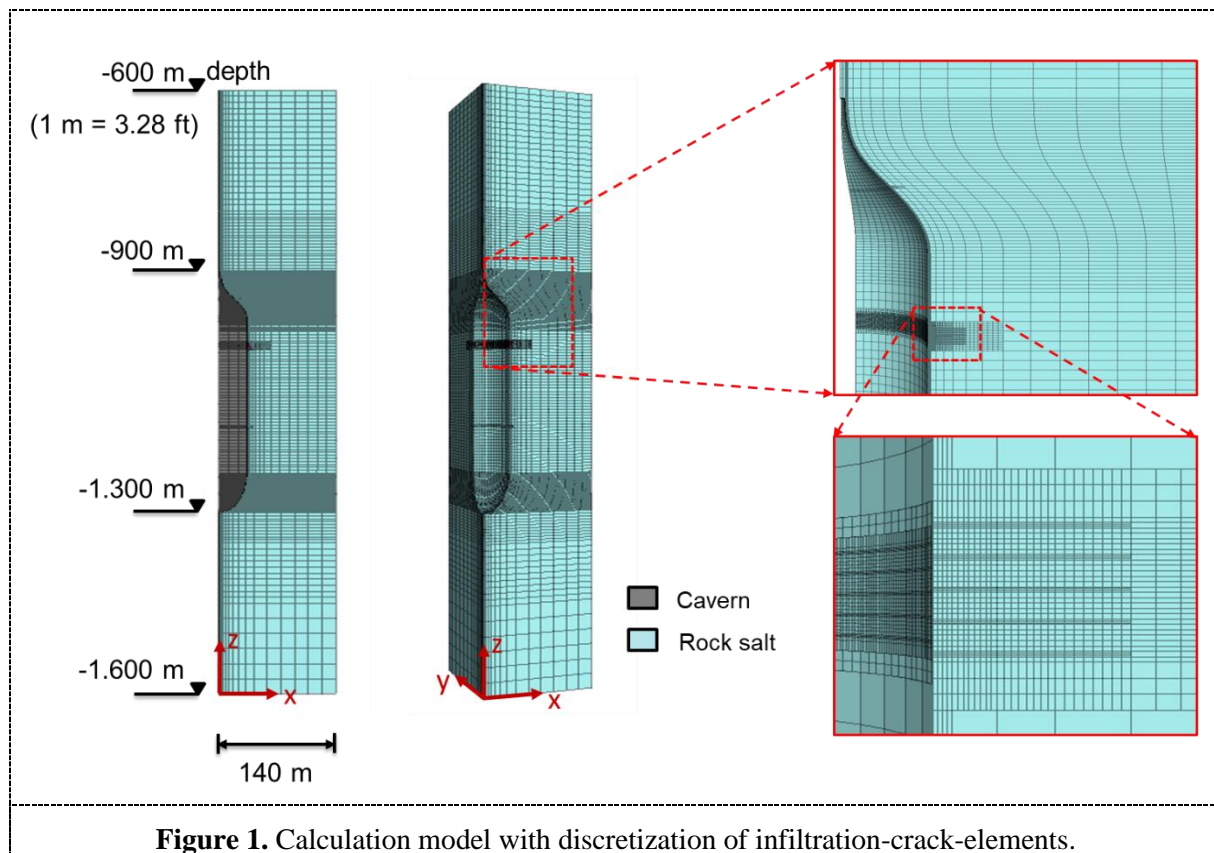 -600 m
depth
(1 m = 3.28 ft)
-900 m
-1.300 m
-1.600 m
z
x
140 m
z
y
x
Cavern
Rock salt
Figure 1. Calculation model with discretization of infiltration-crack-elements.